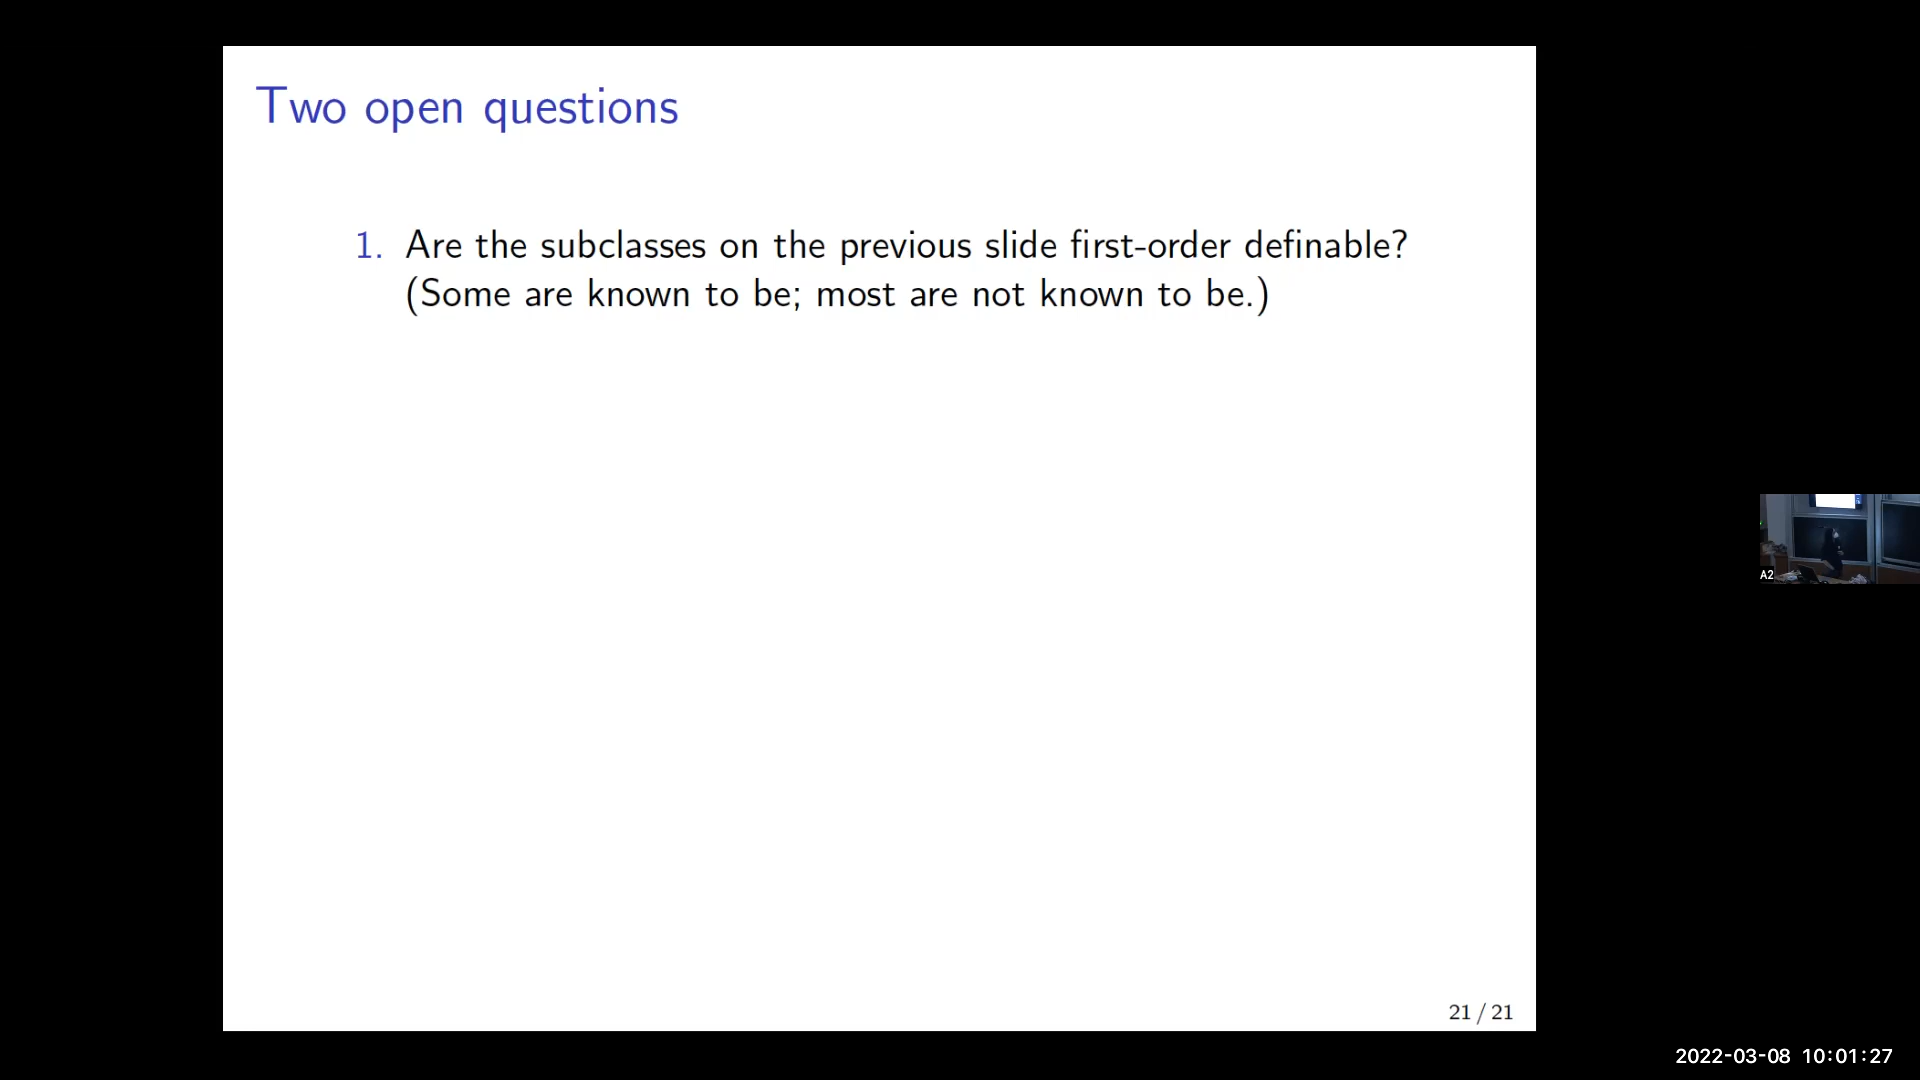 Two open questions
1. Are the subclasses on the previous slide first-order definable?
(Some are known to be; most are not known to be.)
21 / 21
A2
2022-03-08 10:01:27